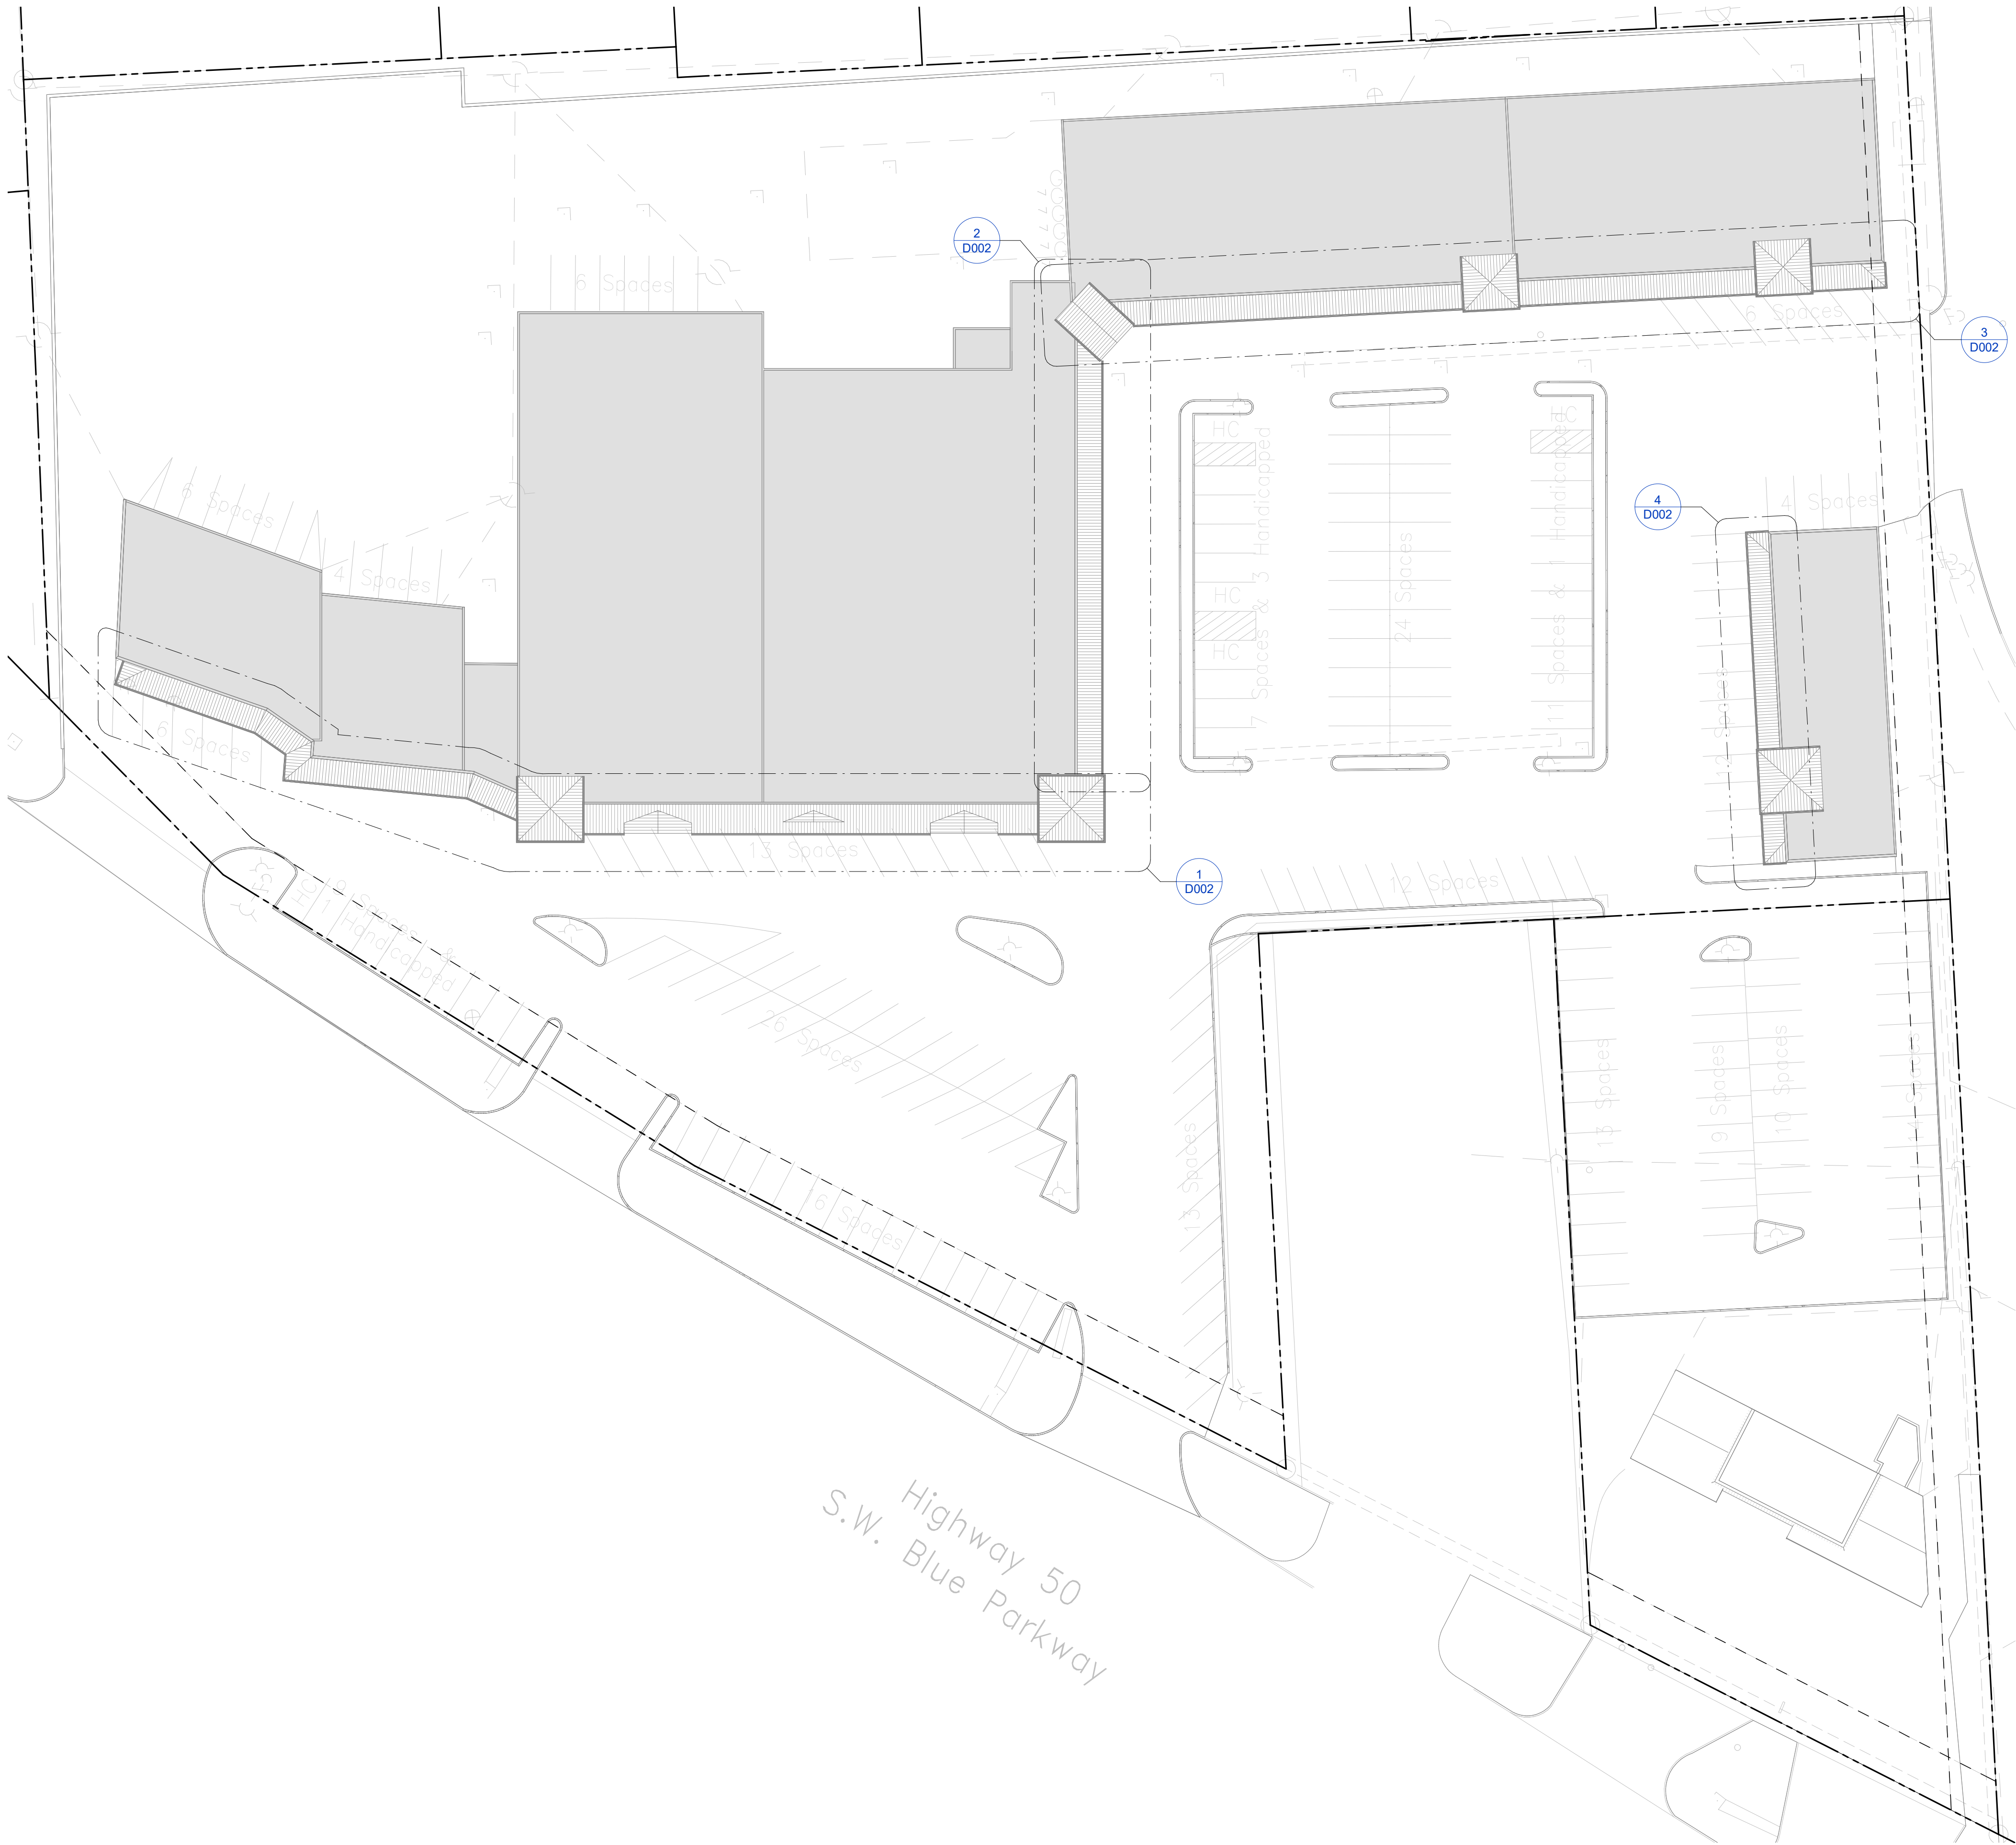 2
D002
6 Spaces
6 Spaces
3
D002
HC
HC
7 Spaces & 3 Handicapped
24 Spaces
11 Spaces & 1 Handicapped
4
D002
4 Spaces
6 Spaces
4 Spaces
HC
HC
12 Spaces
6 Spaces
13 Spaces
1
D002
12 Spaces
HC
9 Spaces &
1 Handicapped
26 Spaces
13 Spaces
13 Spaces
9 Spaces
10 Spaces
14 Spaces
Highway 50
S.W. Blue Parkway